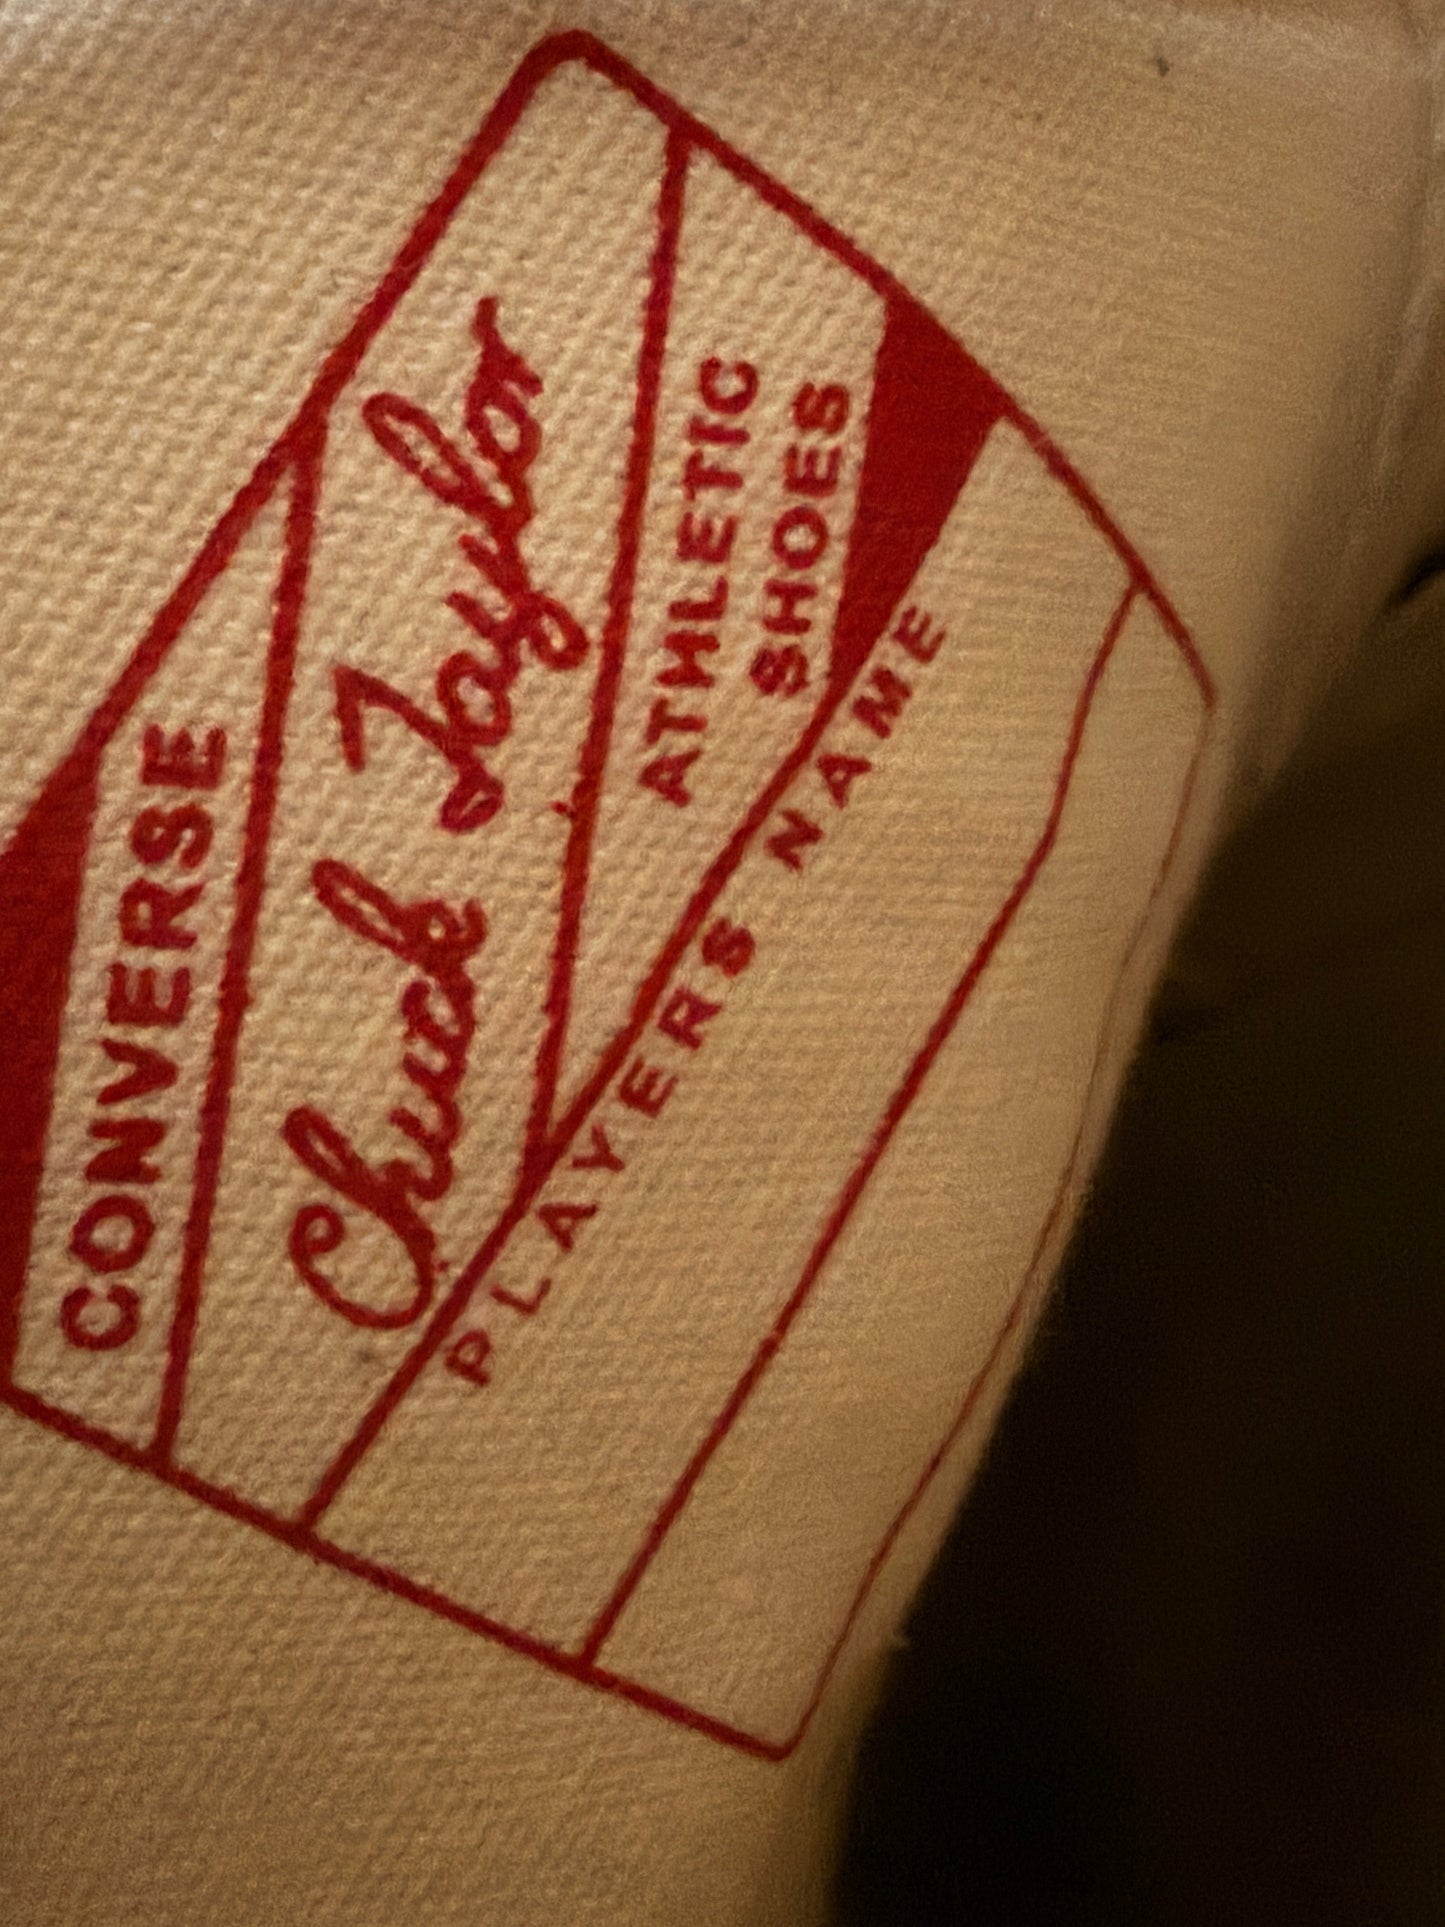 CONVERSE
Chuck Taylor
ATHLETIC
SHOES
PLAYERS NAME